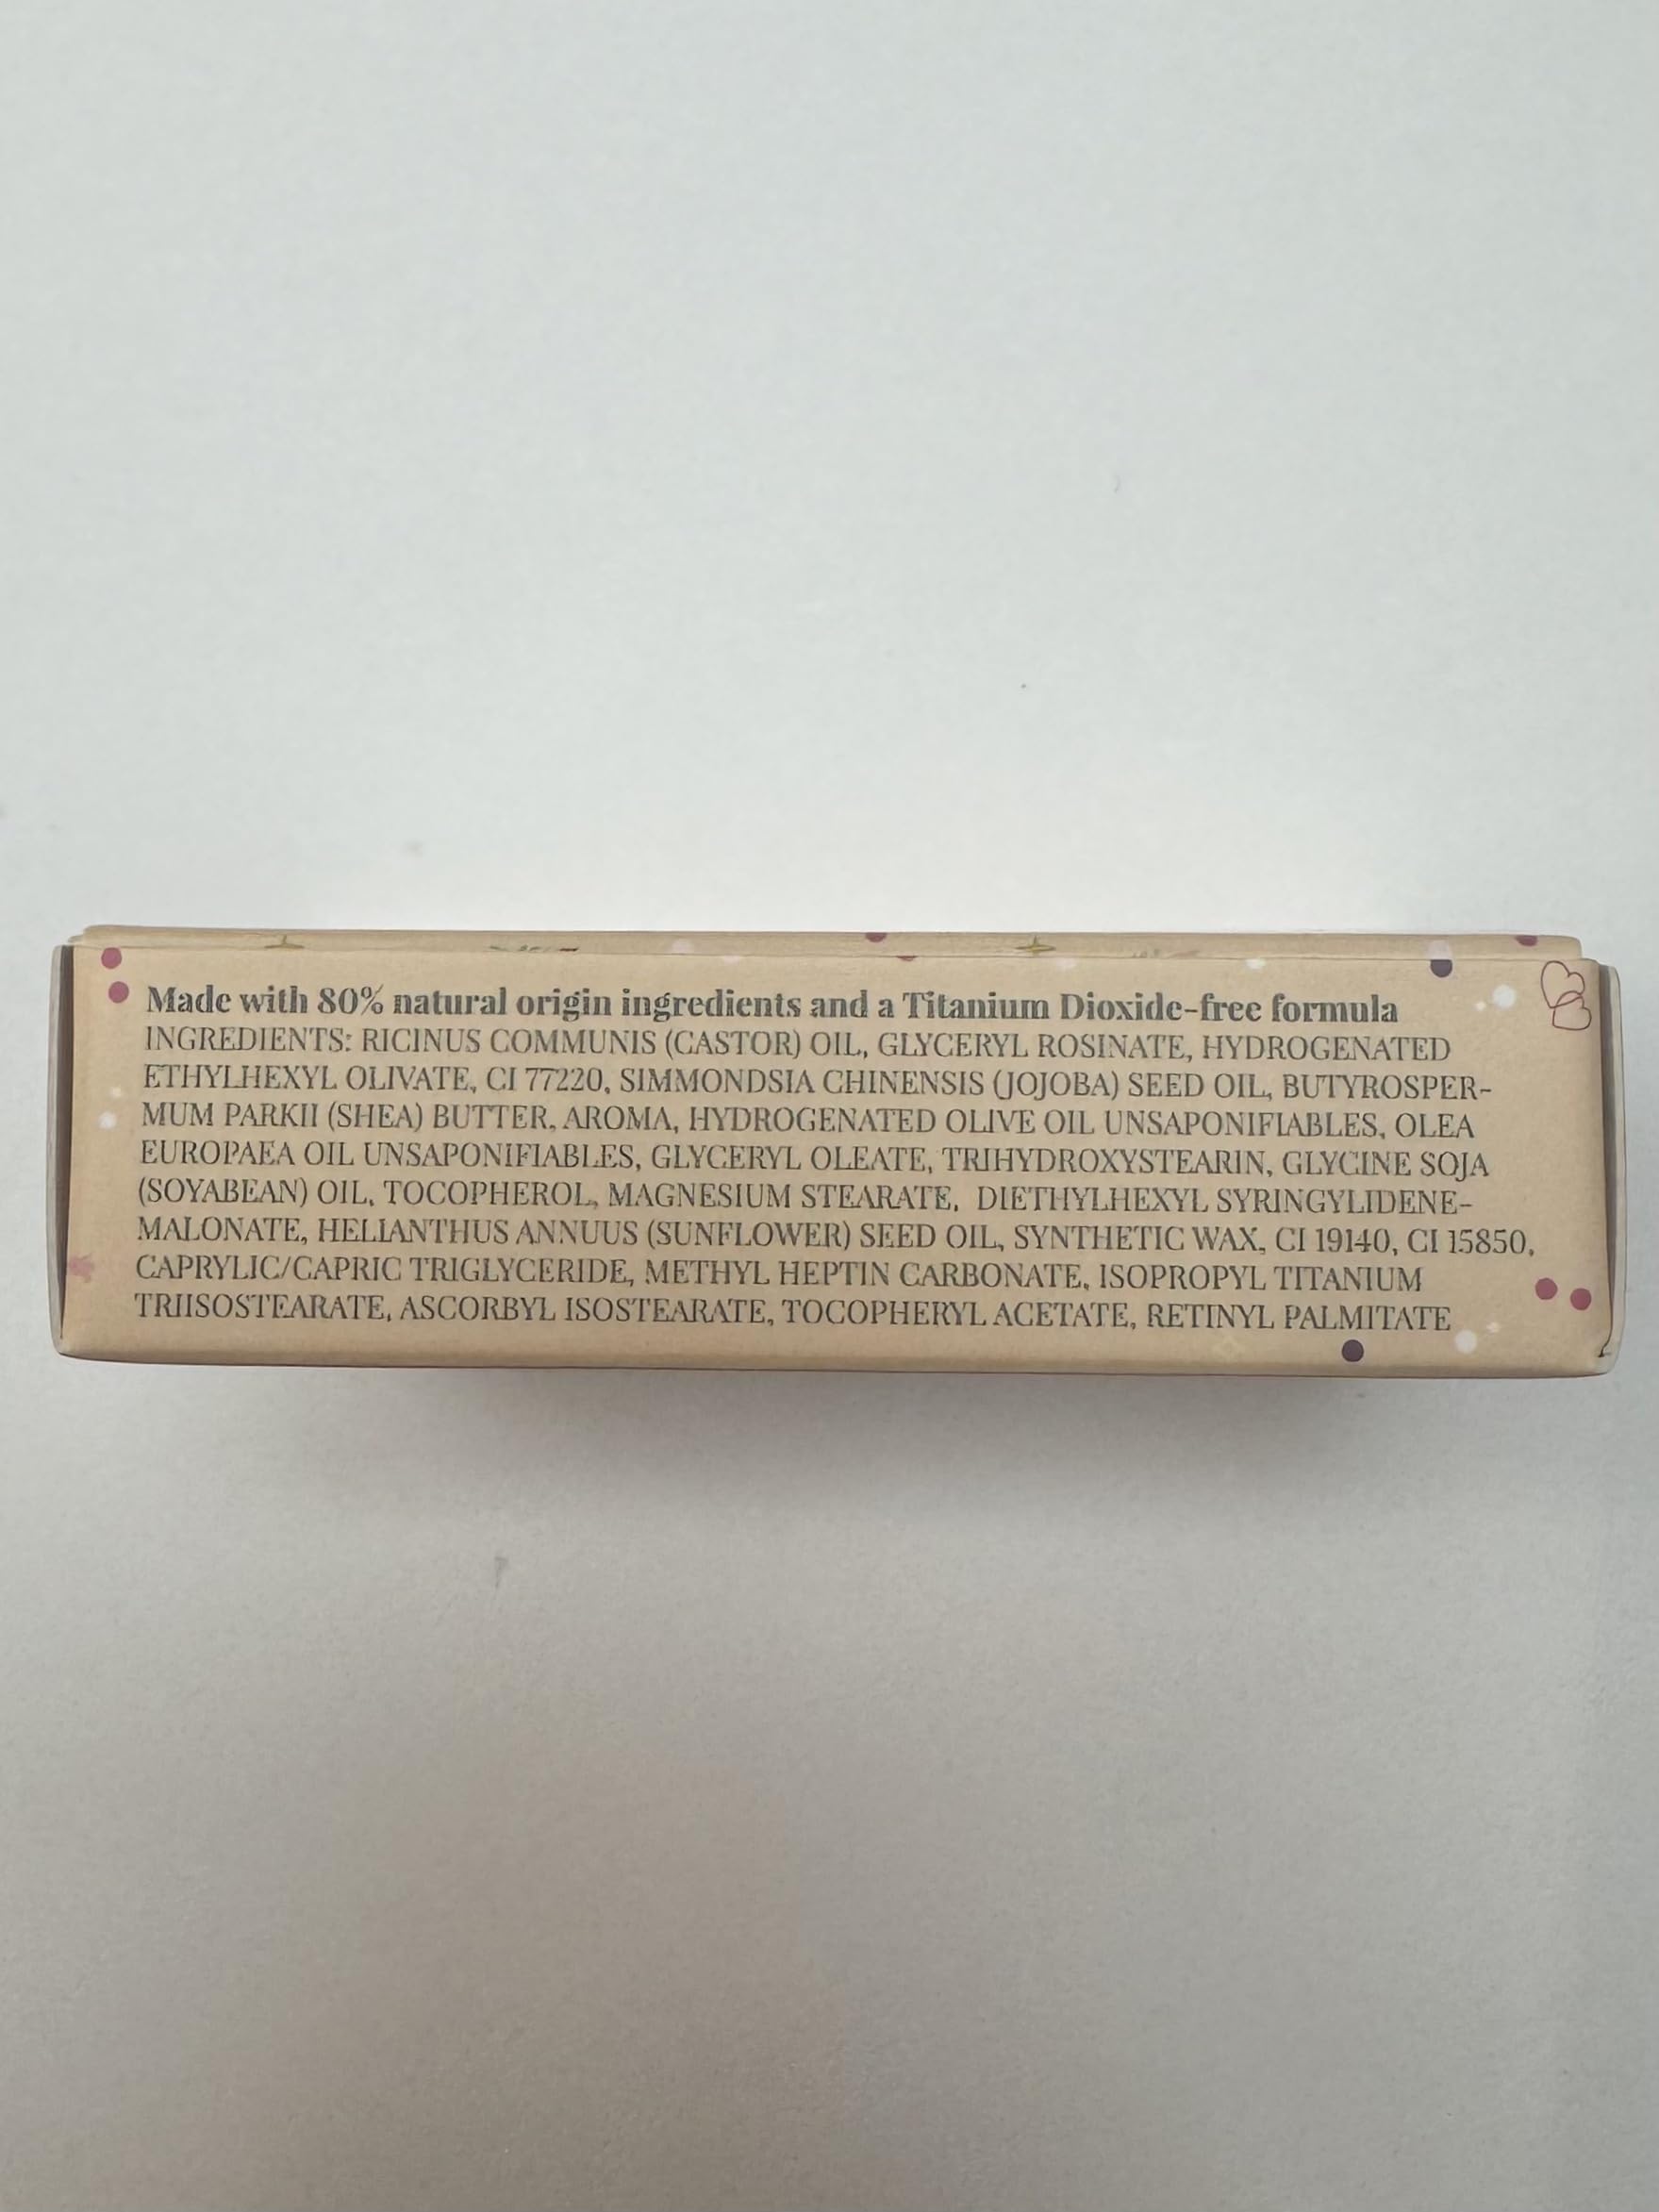 Made with 80% natural origin ingredients and a Titanium Dioxide-free formula
INGREDIENTS: RICINUS COMMUNIS (CASTOR) OIL, GLYCERYL ROSINATE, HYDROGENATED
ETHYLHEXYL OLIVATE, CI 77220, SIMMONDSIA CHINENSIS (JOJOBA) SEED OIL, BUTYROSPER-
MUM PARKII (SHEA) BUTTER, AROMA, HYDROGENATED OLIVE OIL UNSAPONIFIABLES, OLEA
EUROPAEA OIL UNSAPONIFIABLES, GLYCERYL OLEATE, TRIHYDROXYSTEARIN, GLYCINE SOJA
(SOYABEAN) OIL, TOCOPHEROL, MAGNESIUM STEARATE, DIETHYLHEXYL SYRINGYLIDENE-
MALONATE, HELIANTHUS ANNUUS (SUNFLOWER) SEED OIL, SYNTHETIC WAX, CI 19140, CI 15850,
CAPRYLIC/CAPRIC TRIGLYCERIDE, METHYL HEPTIN CARBONATE, ISOPROPYL TITANIUM
TRIISOSTEARATE, ASCORBYL ISOSTEARATE, TOCOPHERYL ACETATE, RETINYL PALMITATE